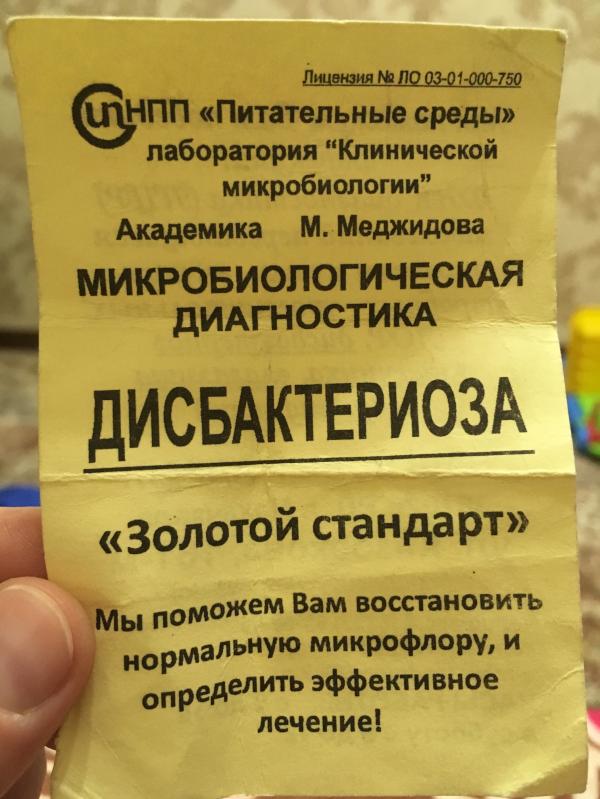 Лицензия № ЛО 03-01-000-750
НПП «Питательные среды»
лаборатория “Клинической
микробиологии”
Академика М. Меджидова
МИКРОБИОЛОГИЧЕСКАЯ
ДИАГНОСТИКА
ДИСБАКТЕРИОЗА
«Золотой стандарт»
Мы поможем Вам восстановить
нормальную микрофлору, и
определить эффективное
лечение!